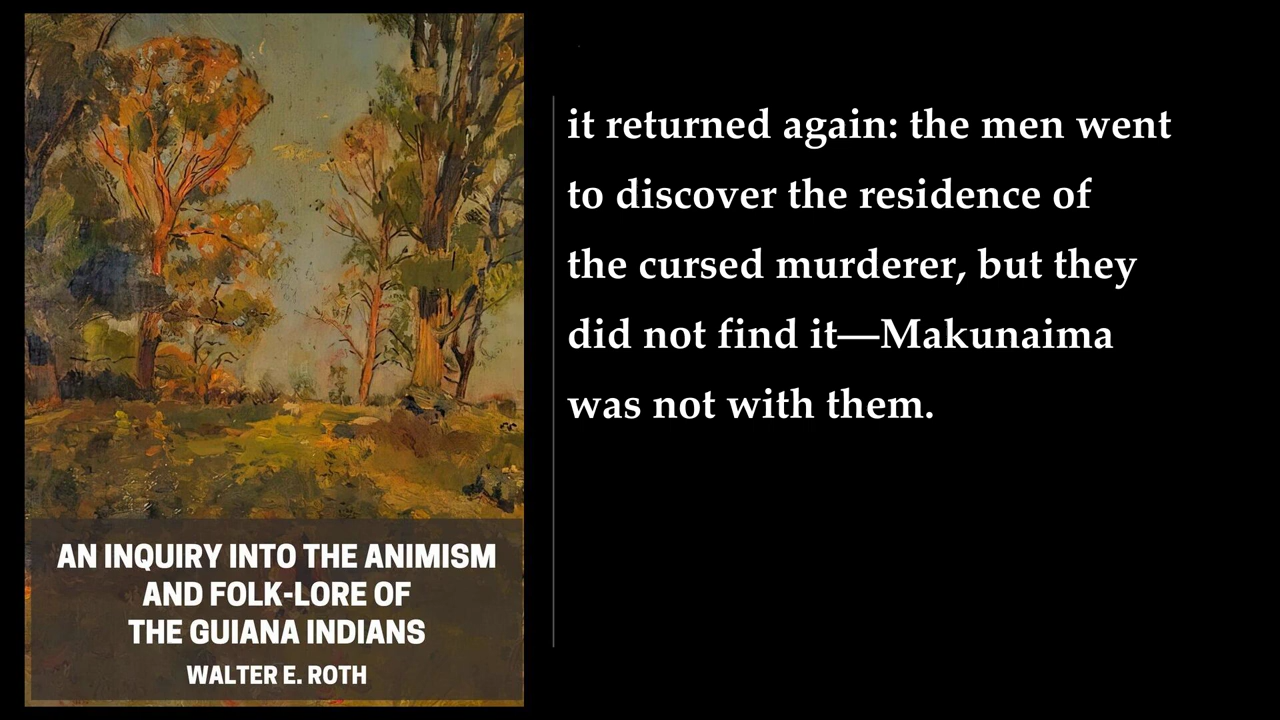 it returned again: the men went
to discover the residence of
the cursed murderer, but they
did not find it—Makunaima
was not with them.
AN INQUIRY INTO THE ANIMISM
AND FOLK-LORE OF
THE GUIANA INDIANS
WALTER E. ROTH